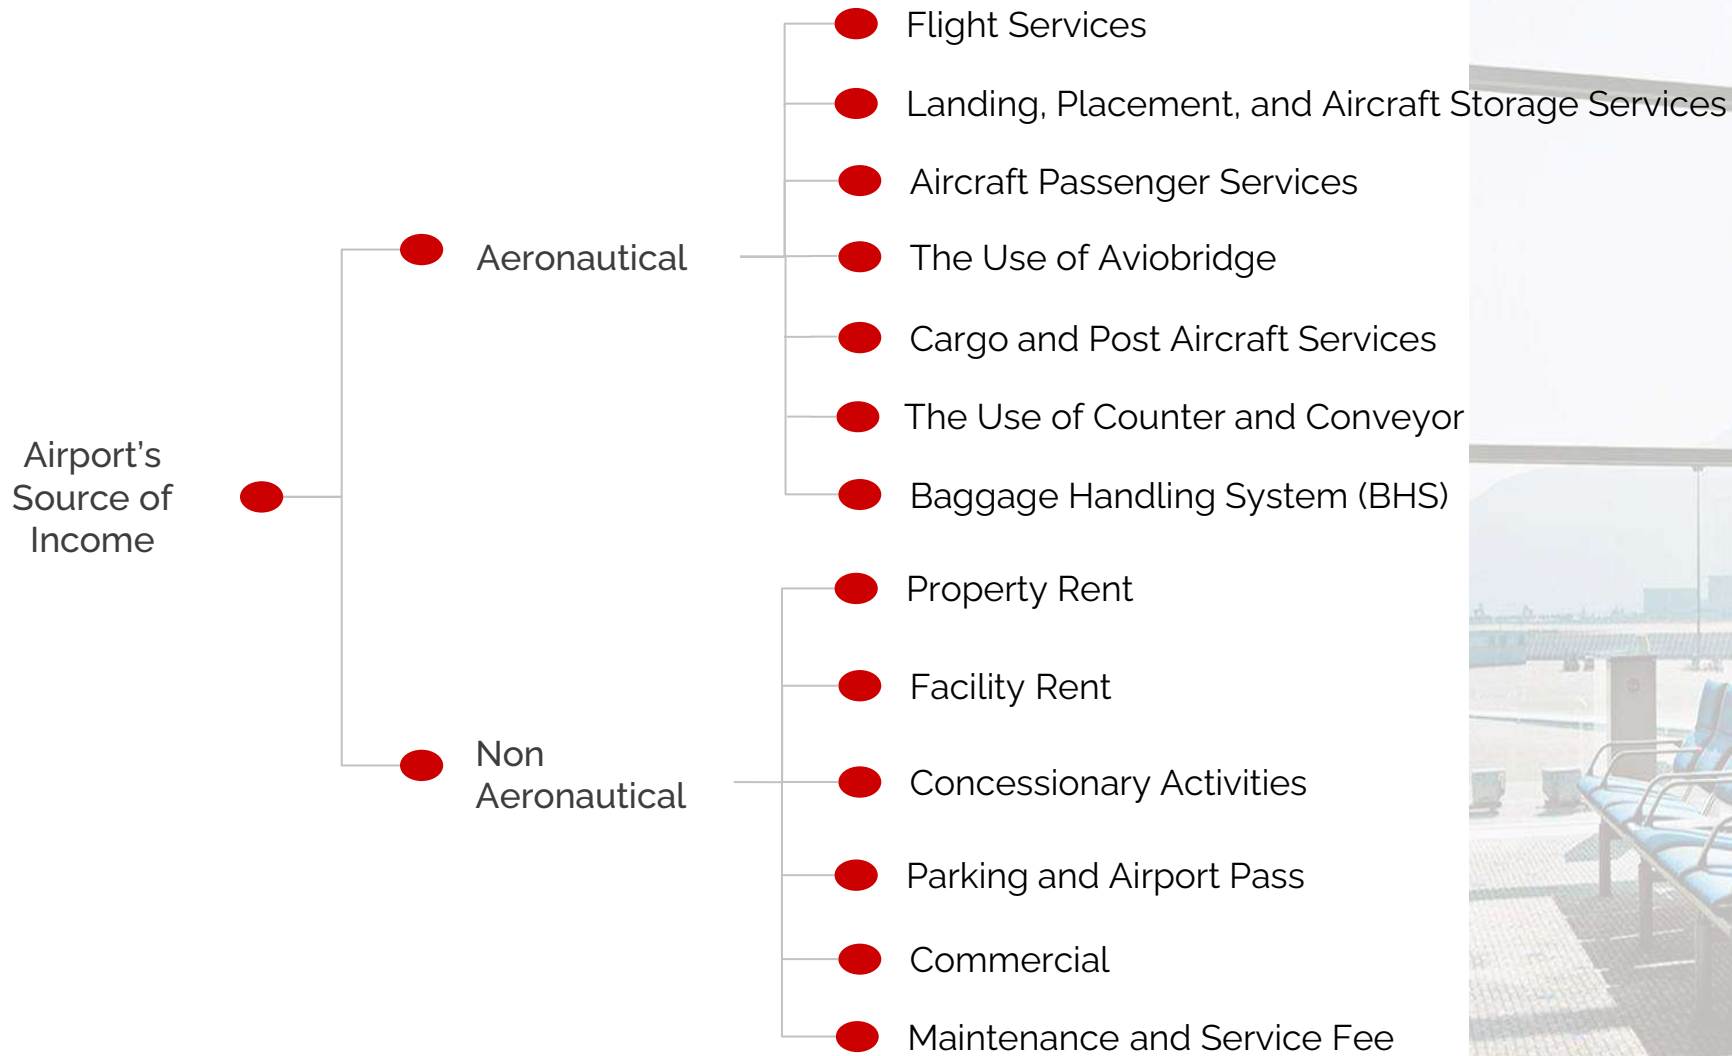 Airport’s
Source of
Income
Aeronautical
Flight Services
Landing, Placement, and Aircraft Storage Services
Aircraft Passenger Services
The Use of Aviobridge
Cargo and Post Aircraft Services
The Use of Counter and Conveyor
Baggage Handling System (BHS)
Non
Aeronautical
Property Rent
Facility Rent
Concessionary Activities
Parking and Airport Pass
Commercial
Maintenance and Service Fee